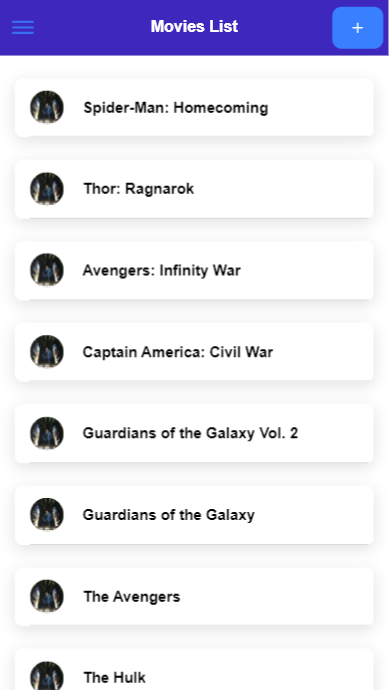 Movies List
+
Spider-Man: Homecoming
Thor: Ragnarok
Avengers: Infinity War
Captain America: Civil War
Guardians of the Galaxy Vol. 2
Guardians of the Galaxy
The Avengers
The Hulk